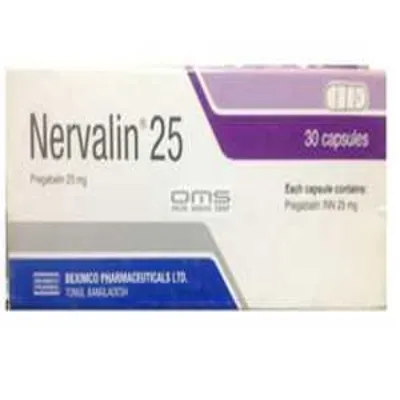 Nervalin® 25
30 capsules
Pregabalin 25 mg
oms
Each capsule contains:
Pregabalin INN 25 mg
BEXIMCO PHARMACEUTICALS LTD.
TONGI, BANGLADESH